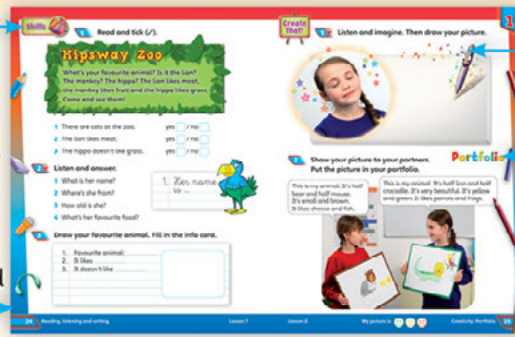 Skills
1 Read and tick (✓).
Hipsway Zoo
What's your favourite animal? Is it the lion?
The monkey? The hippo? The lion likes meat,
the monkey likes fruit and the hippo likes grass.
Come and see them!
1 There are cats at the zoo. yes / no
2 The lion likes meat. yes / no
3 The hippo doesn't like grass. yes / no
2 Listen and answer.
1 What is her name?
2 Where's she from?
3 How old is she?
4 What's her favourite food?
1. Her name
is ...
3 Draw your favourite animal. Fill in the info card.
1. Favourite animal:
2. It likes
3. It doesn't like
24 Reading, listening and writing
Lesson 7
Create
that!
1 Listen and imagine. Then draw your picture.
1
2 Show your picture to your partners.
Put the picture in your portfolio.
Portfolio
This is my animal. It's half
bear and half mouse.
It's small and brown.
It likes cheese and fish.
This is my animal. It's half lion and half
crocodile. It's very beautiful. It's yellow
and green. It likes parrots and frogs.
Lesson 8
My picture is
Creativity; Portfolio
25